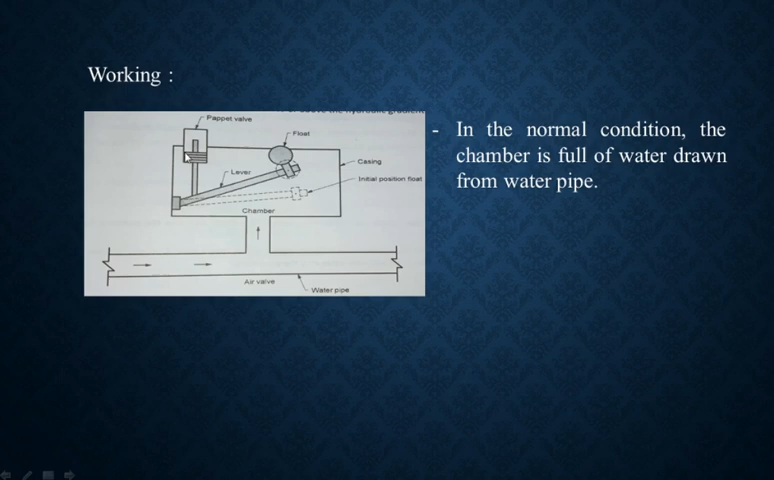 Working :
Pappet valve
Float
Casing
Lever
Initial position float
Chamber
Air valve
Water pipe
- In the normal condition, the
chamber is full of water drawn
from water pipe.